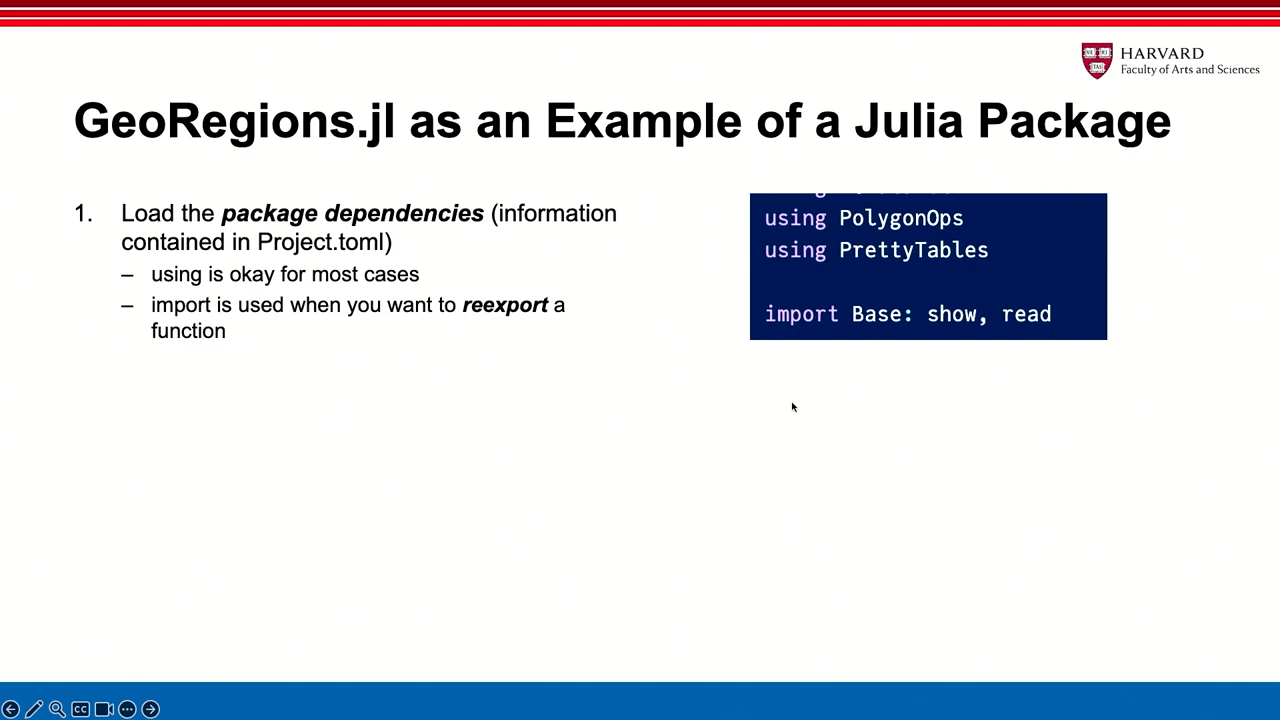 HARVARD
Faculty of Arts and Sciences
GeoRegions.jl as an Example of a Julia Package
1. Load the package dependencies (information
contained in Project.toml)
– using is okay for most cases
– import is used when you want to reexport a
function
using PolygonOps
using PrettyTables
import Base: show, read
CC